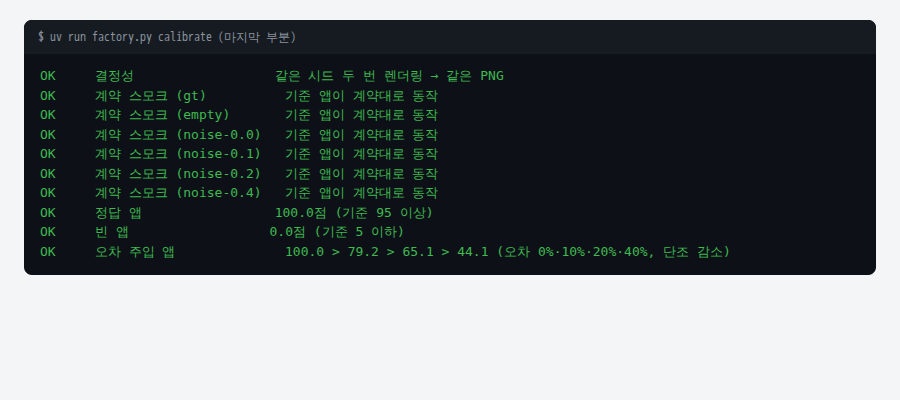 $ uv run factory.py calibrate (마지막 부분)
OK 결정성 같은 시드 두 번 렌더링 → 같은 PNG
OK 계약 스모크 (gt) 기준 앱이 계약대로 동작
OK 계약 스모크 (empty) 기준 앱이 계약대로 동작
OK 계약 스모크 (noise-0.0) 기준 앱이 계약대로 동작
OK 계약 스모크 (noise-0.1) 기준 앱이 계약대로 동작
OK 계약 스모크 (noise-0.2) 기준 앱이 계약대로 동작
OK 계약 스모크 (noise-0.4) 기준 앱이 계약대로 동작
OK 정답 앱 100.0점 (기준 95 이상)
OK 빈 앱 0.0점 (기준 5 이하)
OK 오차 주입 앱 100.0 > 79.2 > 65.1 > 44.1 (오차 0%·10%·20%·40%, 단조 감소)